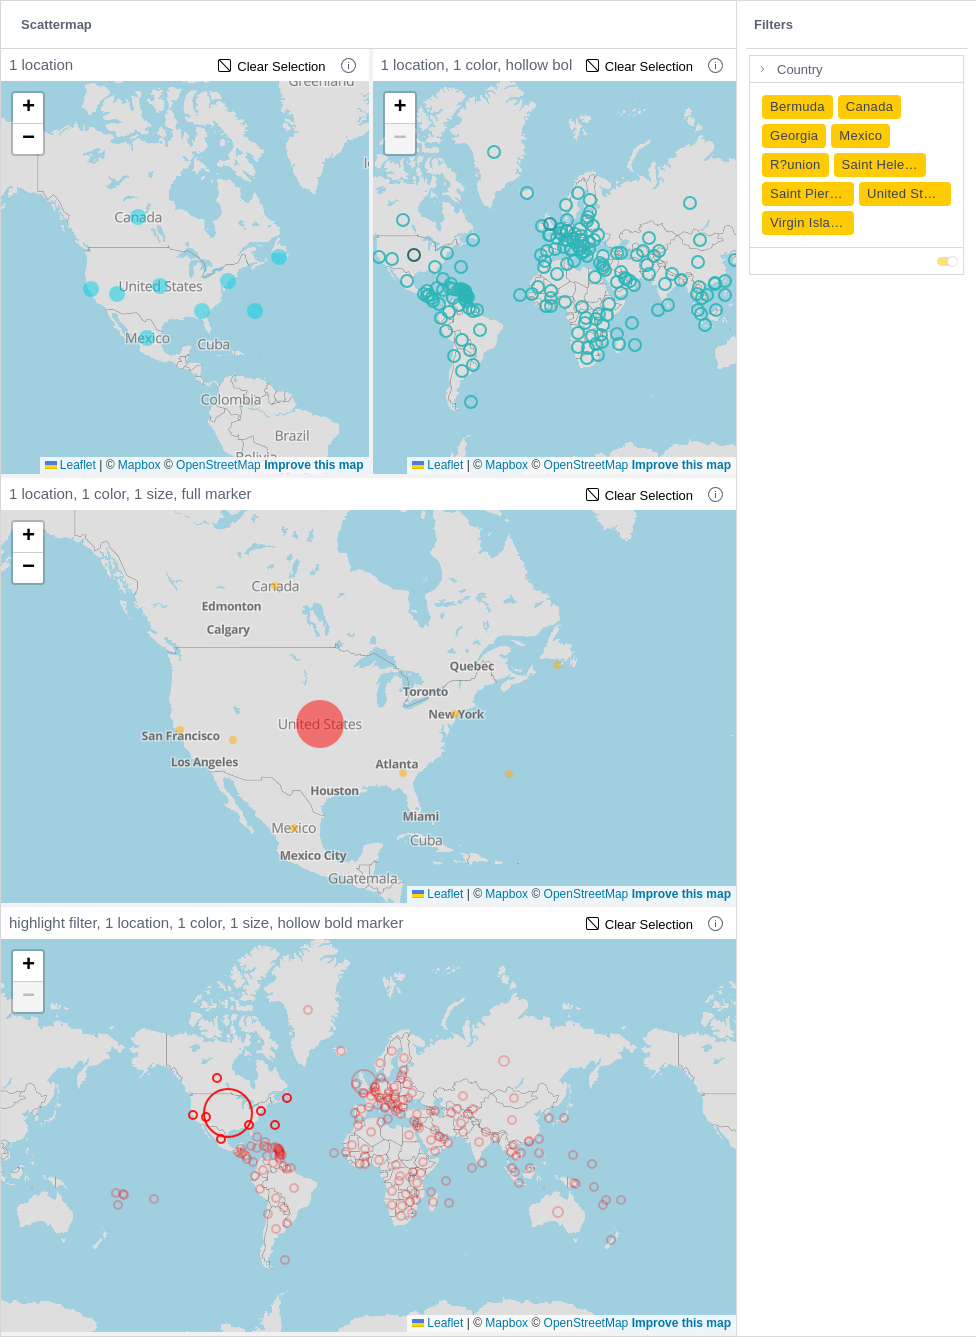 Scattermap
Filters
1 location
Clear Selection
1 location, 1 color, hollow bol
Clear Selection
Country
Bermuda
Canada
Georgia
Mexico
R?union
Saint Hele…
Saint Pier…
United St…
Virgin Isla…
+
−
Greenland
Canada
United States
Mexico
Cuba
Colombia
Brazil
Bolivia
Leaflet | © Mapbox © OpenStreetMap Improve this map
+
−
Leaflet | © Mapbox © OpenStreetMap Improve this map
1 location, 1 color, 1 size, full marker
Clear Selection
+
−
Canada
Edmonton
Calgary
Quebec
Toronto
New York
United States
San Francisco
Los Angeles
Atlanta
Houston
Miami
Mexico
Cuba
Mexico City
Guatemala
Leaflet | © Mapbox © OpenStreetMap Improve this map
highlight filter, 1 location, 1 color, 1 size, hollow bold marker
Clear Selection
+
−
Leaflet | © Mapbox © OpenStreetMap Improve this map